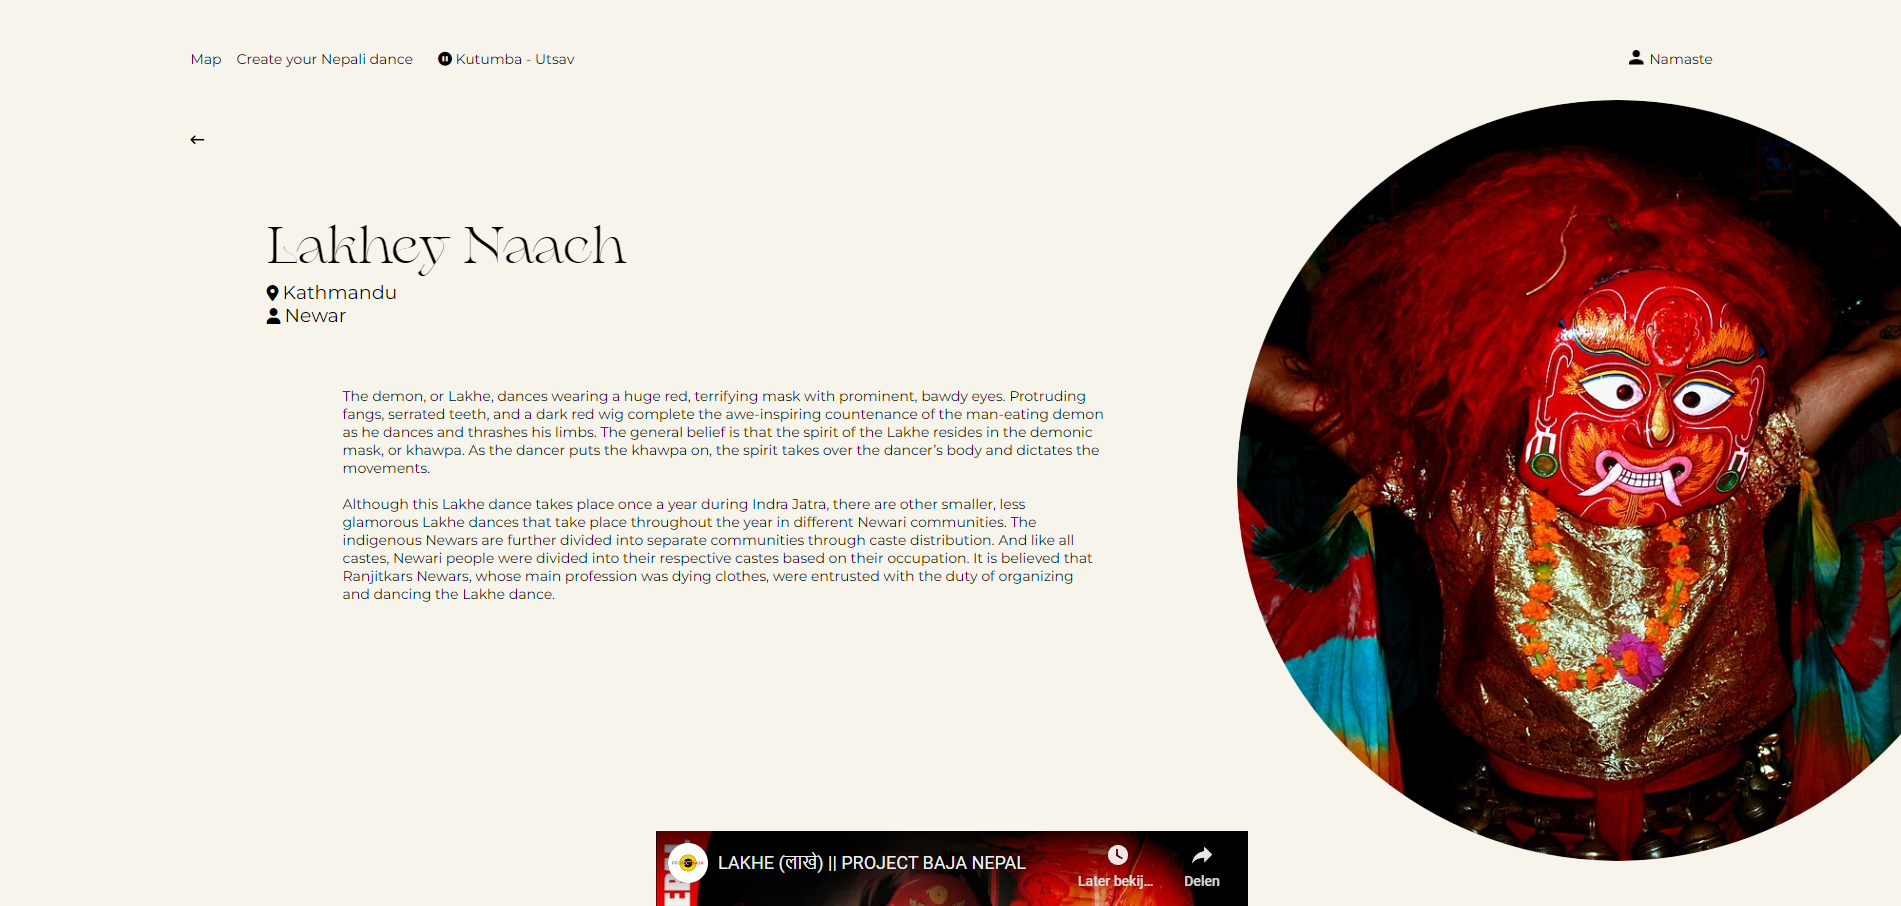 Map Create your Nepali dance Kutumba - Utsav Namaste
Lakhey Naach
Kathmandu
Newar
The demon, or Lakhe, dances wearing a huge red, terrifying mask with prominent, bawdy eyes. Protruding
fangs, serrated teeth, and a dark red wig complete the awe-inspiring countenance of the man-eating demon
as he dances and thrashes his limbs. The general belief is that the spirit of the Lakhe resides in the demonic
mask, or khawpa. As the dancer puts the khawpa on, the spirit takes over the dancer’s body and dictates the
movements.
Although this Lakhe dance takes place once a year during Indra Jatra, there are other smaller, less
glamorous Lakhe dances that take place throughout the year in different Newari communities. The
indigenous Newars are further divided into separate communities through caste distribution. And like all
castes, Newari people were divided into their respective castes based on their occupation. It is believed that
Ranjitkars Newars, whose main profession was dying clothes, were entrusted with the duty of organizing
and dancing the Lakhe dance.
LAKHE (लाखे) || PROJECT BAJA NEPAL
Later bekij... Delen